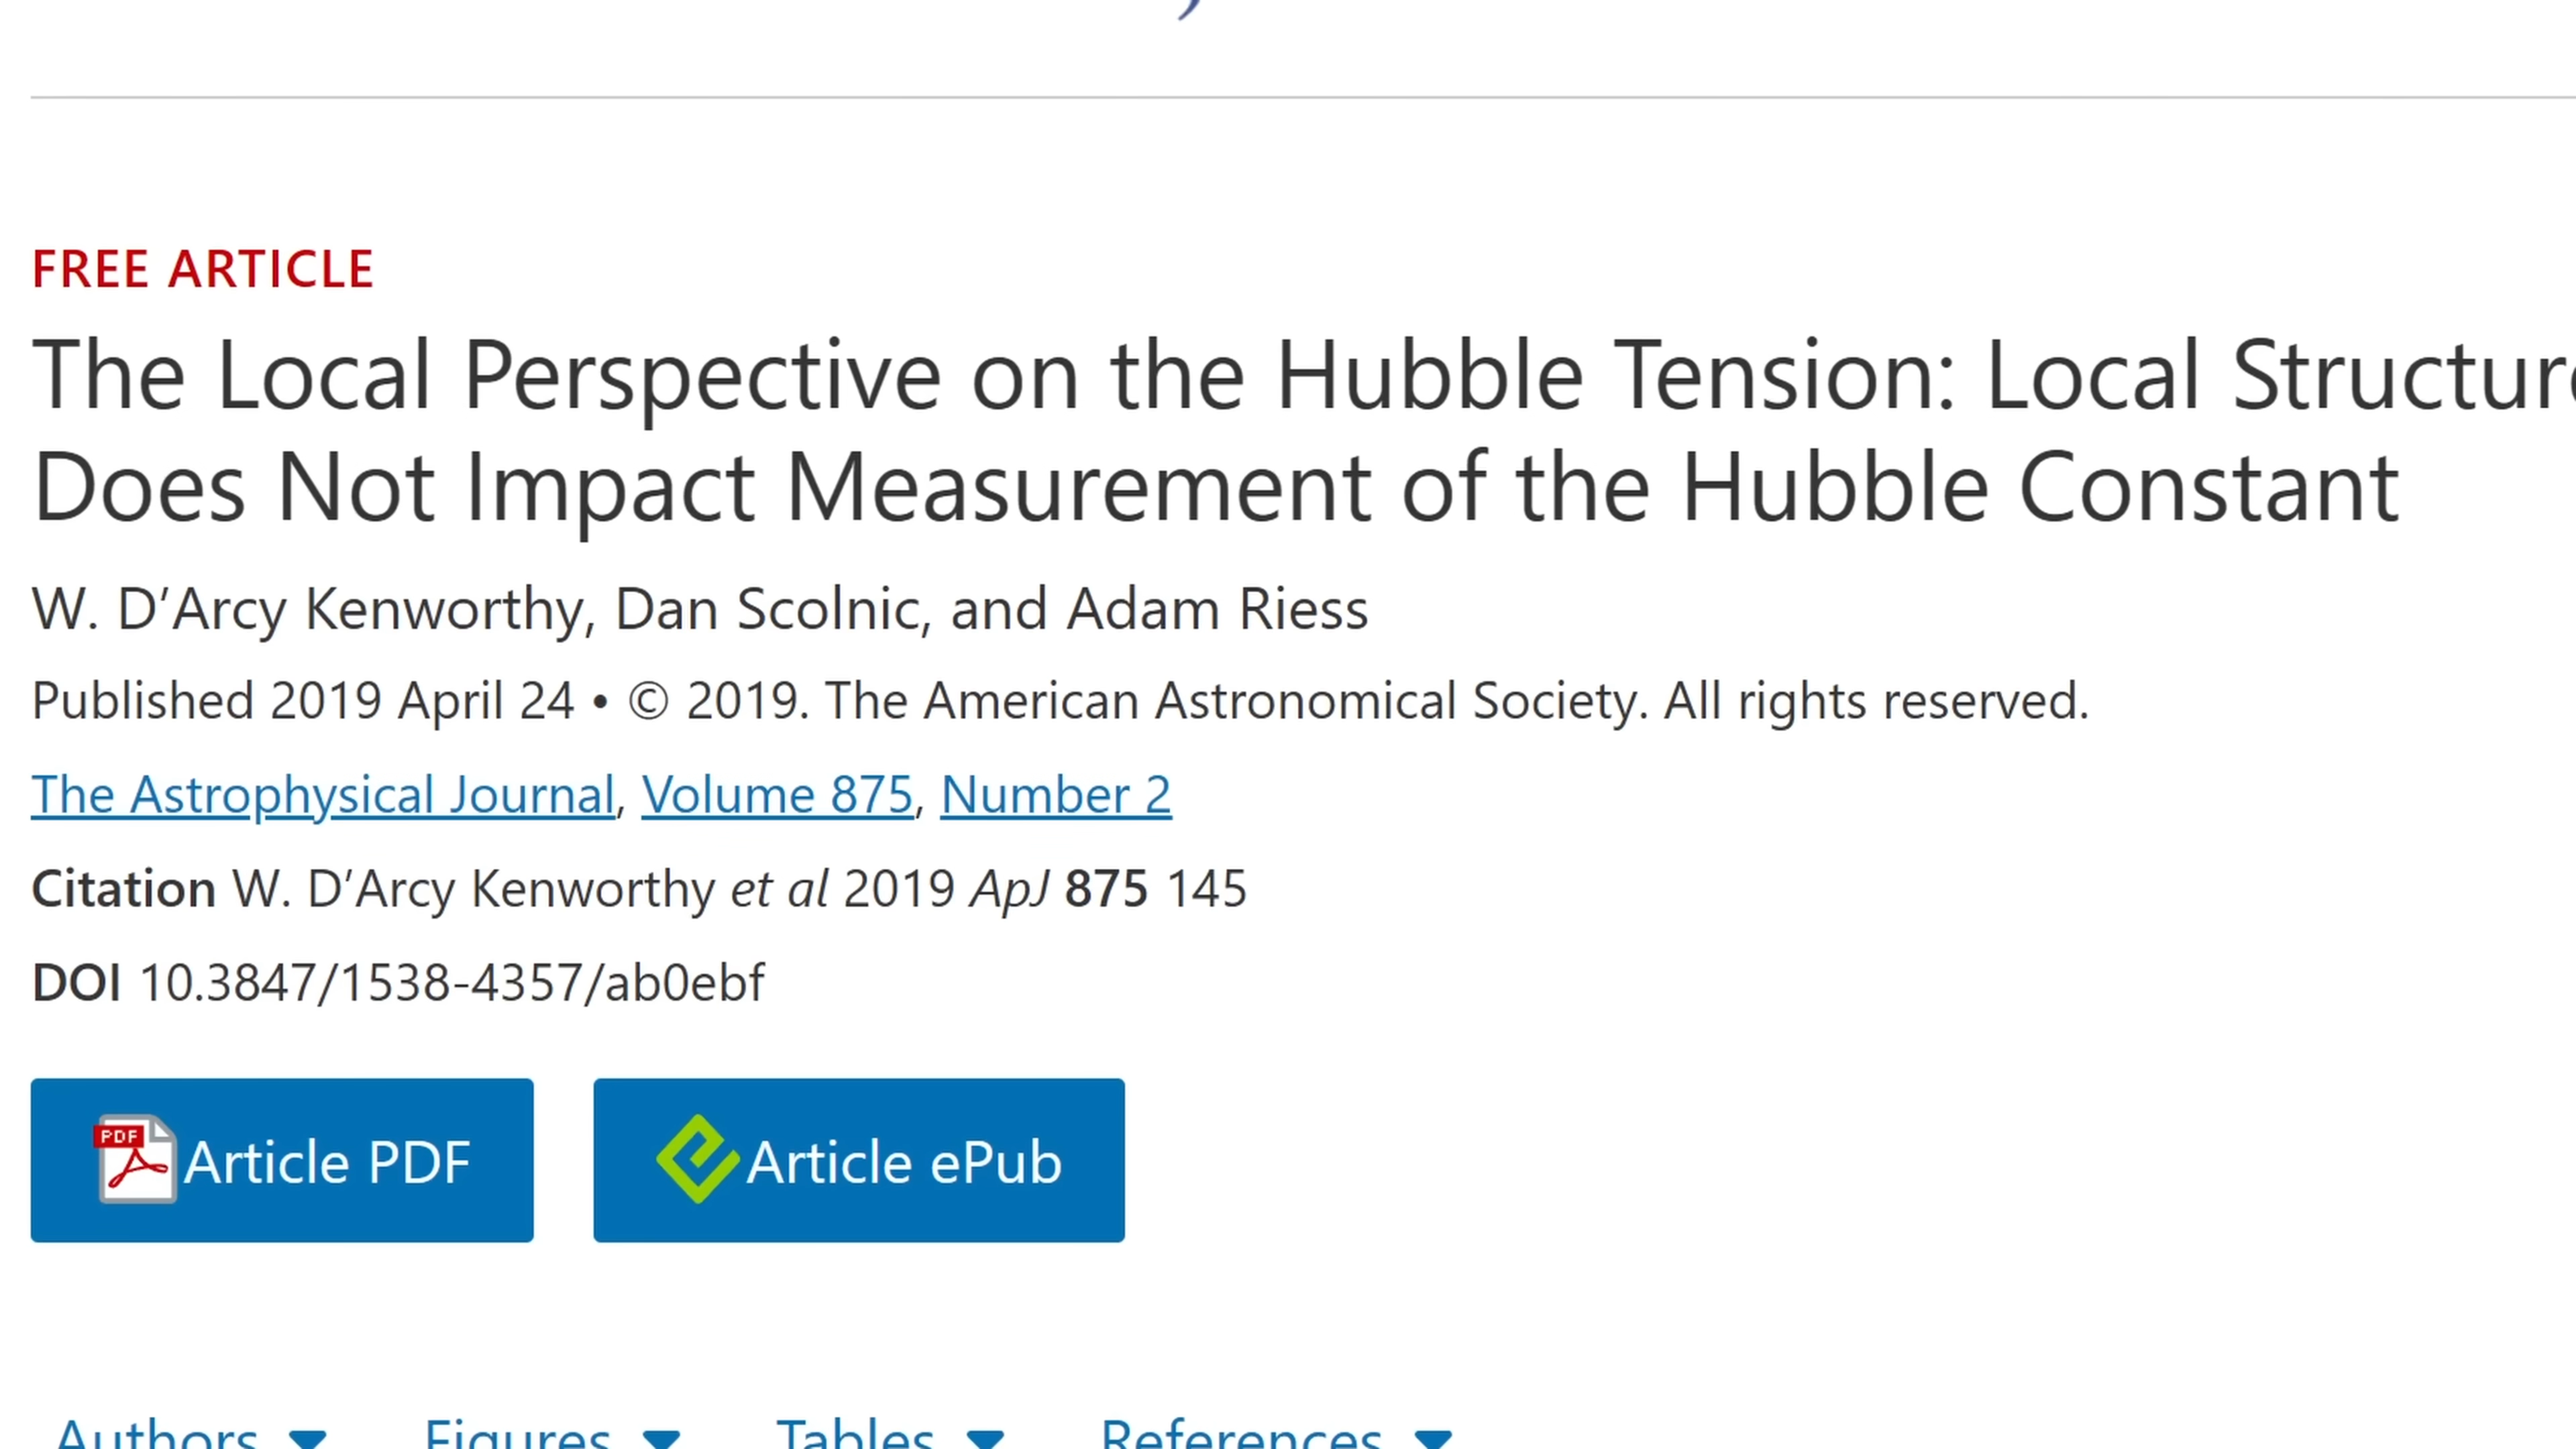 FREE ARTICLE
The Local Perspective on the Hubble Tension: Local Structure
Does Not Impact Measurement of the Hubble Constant
W. D’Arcy Kenworthy, Dan Scolnic, and Adam Riess
Published 2019 April 24 • © 2019. The American Astronomical Society. All rights reserved.
The Astrophysical Journal, Volume 875, Number 2
Citation W. D’Arcy Kenworthy et al 2019 ApJ 875 145
DOI 10.3847/1538-4357/ab0ebf
PDF Article PDF Article ePub
Authors Figures Tables References